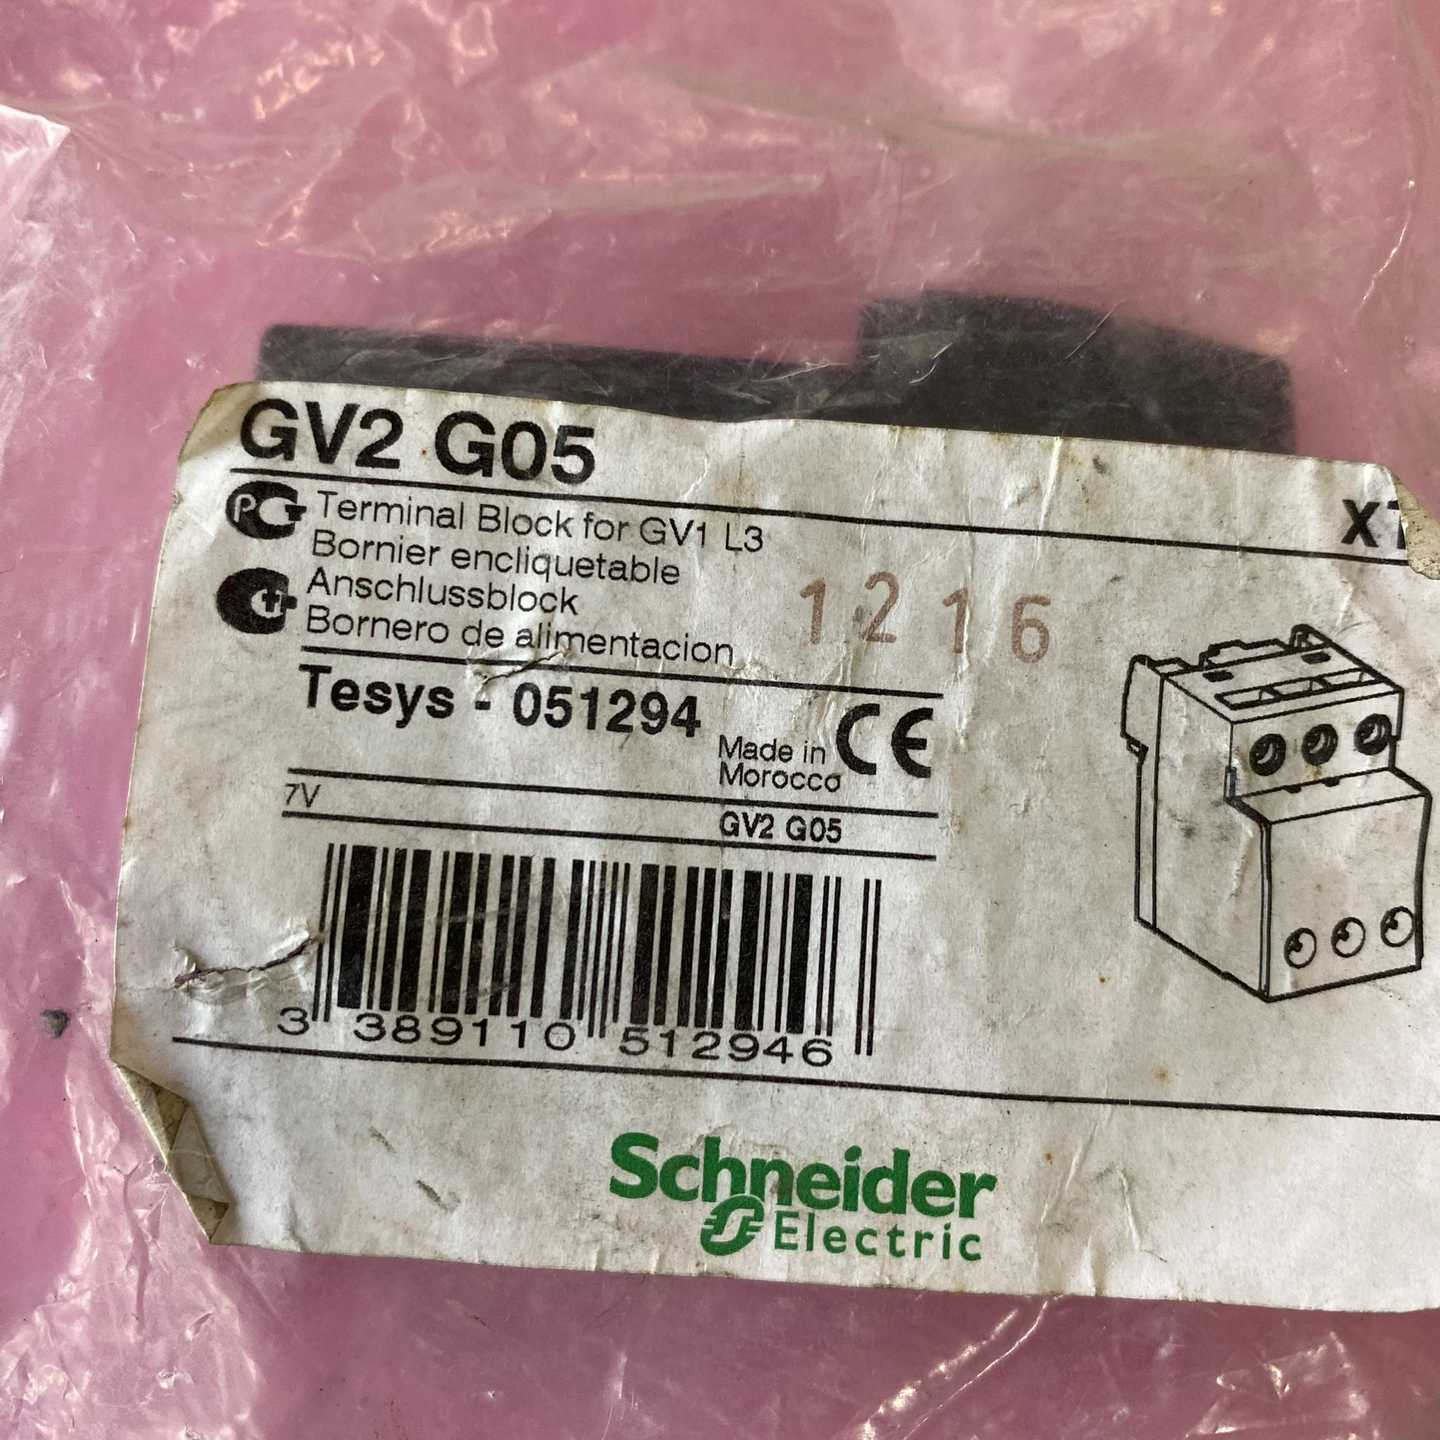 GV2 G05
X1
Terminal Block for GV1 L3
Bornier encliquetable
Anschlussblock
Bornero de alimentacion
1216
Tesys - 051294
Made in
Morocco
CE
7V
GV2 G05
3 389110 512946
Schneider
Electric